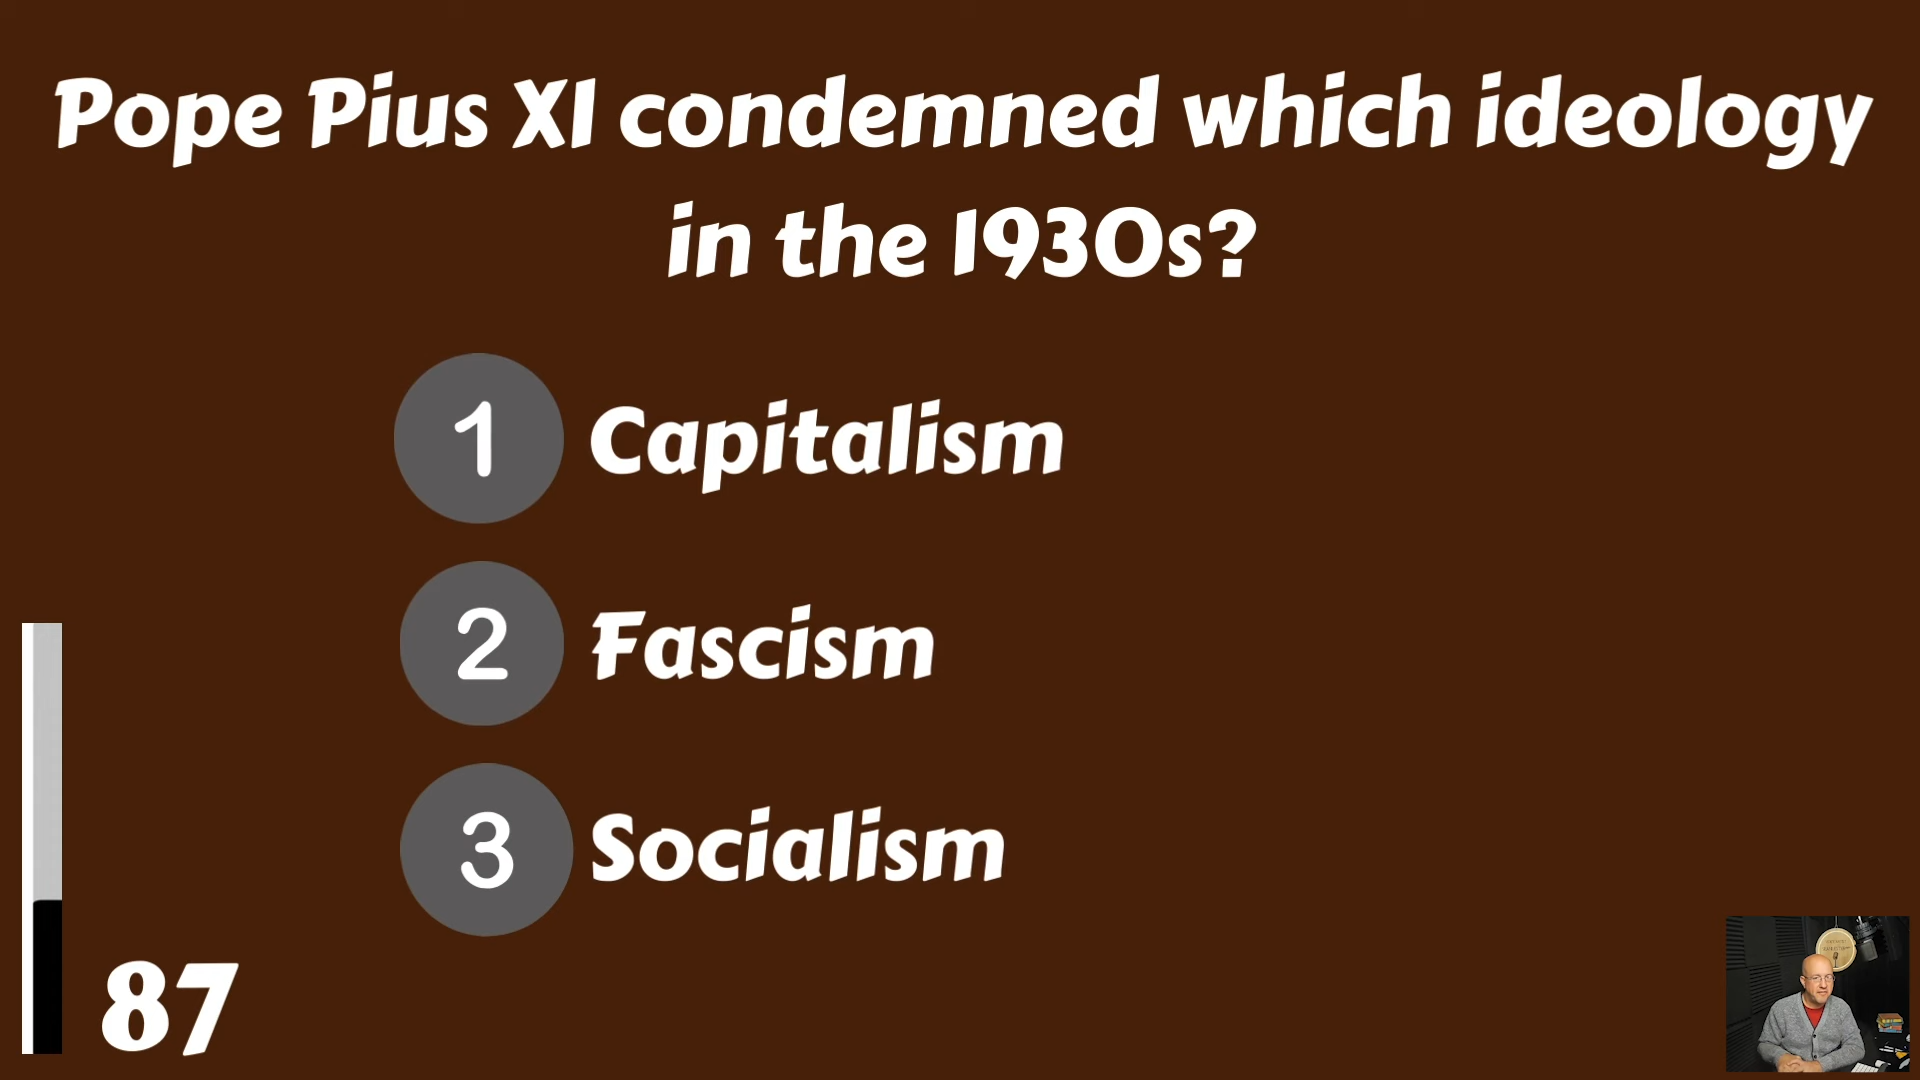 Pope Pius XI condemned which ideology
in the 1930s?
1 Capitalism
2 Fascism
3 Socialism
87